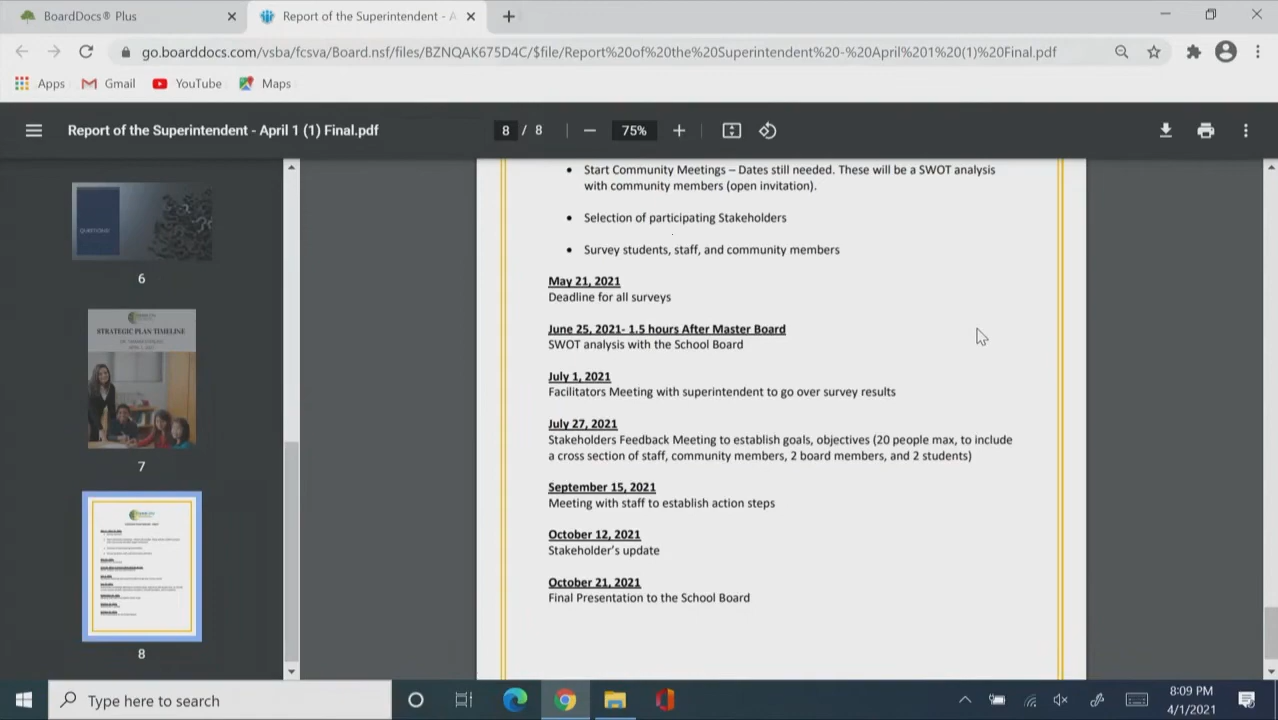 BoardDocs® Plus
Report of the Superintendent - A
go.boarddocs.com/vsba/fcsva/Board.nsf/files/BZNQAK675D4C/$file/Report%20of%20the%20Superintendent%20-%20April%201%20(1)%20Final.pdf
Apps
Gmail
YouTube
Maps
Report of the Superintendent - April 1 (1) Final.pdf
8 / 8
75%
QUESTIONS?
6
STRATEGIC PLAN TIMELINE
7
8
• Start Community Meetings – Dates still needed. These will be a SWOT analysis
with community members (open invitation).
• Selection of participating Stakeholders
• Survey students, staff, and community members
May 21, 2021
Deadline for all surveys
June 25, 2021- 1.5 hours After Master Board
SWOT analysis with the School Board
July 1, 2021
Facilitators Meeting with superintendent to go over survey results
July 27, 2021
Stakeholders Feedback Meeting to establish goals, objectives (20 people max, to include
a cross section of staff, community members, 2 board members, and 2 students)
September 15, 2021
Meeting with staff to establish action steps
October 12, 2021
Stakeholder's update
October 21, 2021
Final Presentation to the School Board
Type here to search
8:09 PM
4/1/2021